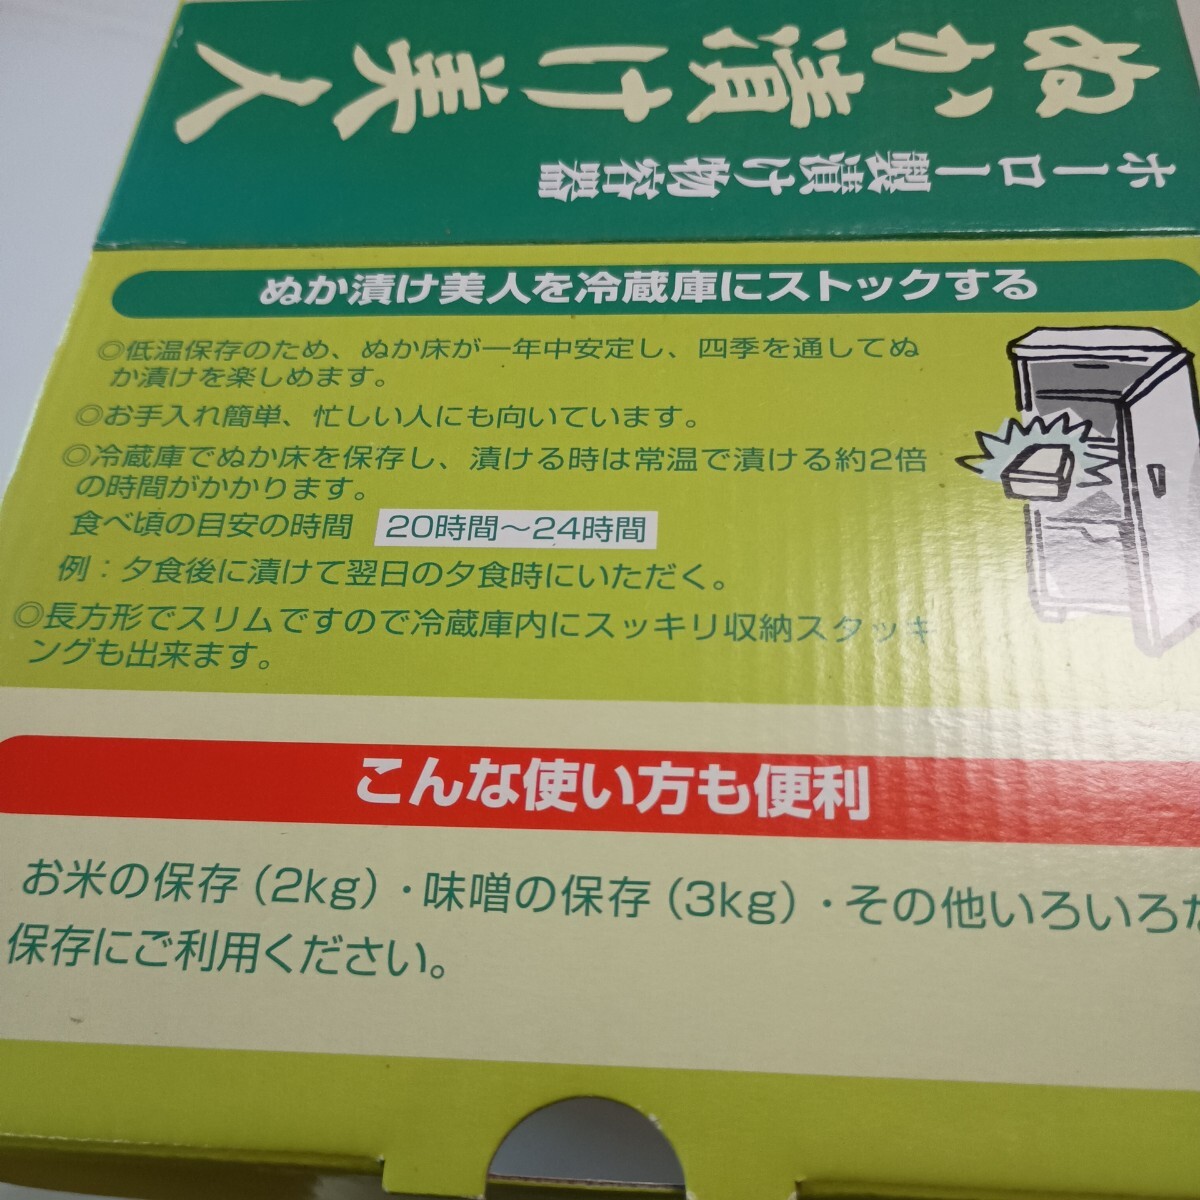 ぬか漬け美人
ホーロー製漬け物容器
ぬか漬け美人を冷蔵庫にストックする
◎低温保存のため、ぬか床が一年中安定し、四季を通してぬ
か漬けを楽しめます。
◎お手入れ簡単、忙しい人にも向いています。
◎冷蔵庫でぬか床を保存し、漬ける時は常温で漬ける約2倍
の時間がかかります。
食べ頃の目安の時間 20時間～24時間
例：夕食後に漬けて翌日の夕食時にいただく。
◎長方形でスリムですので冷蔵庫内にスッキリ収納スタッキ
ングも出来ます。
こんな使い方も便利
お米の保存（2kg）・味噌の保存（3kg）・その他いろいろな
保存にご利用ください。